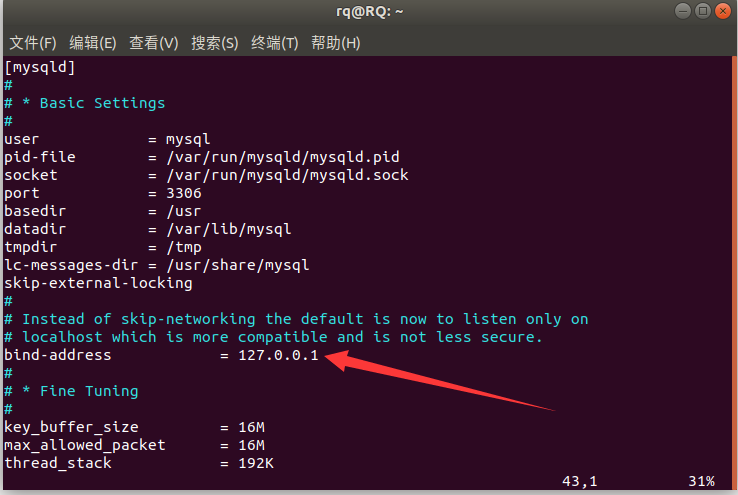 rq@RQ: ~
文件(F) 编辑(E) 查看(V) 搜索(S) 终端(T) 帮助(H)
[mysqld]
#
# * Basic Settings
#
user            = mysql
pid-file        = /var/run/mysqld/mysqld.pid
socket          = /var/run/mysqld/mysqld.sock
port            = 3306
basedir         = /usr
datadir         = /var/lib/mysql
tmpdir          = /tmp
lc-messages-dir = /usr/share/mysql
skip-external-locking
#
# Instead of skip-networking the default is now to listen only on
# localhost which is more compatible and is not less secure.
bind-address            = 127.0.0.1
#
# * Fine Tuning
#
key_buffer_size         = 16M
max_allowed_packet      = 16M
thread_stack            = 192K
43,1          31%